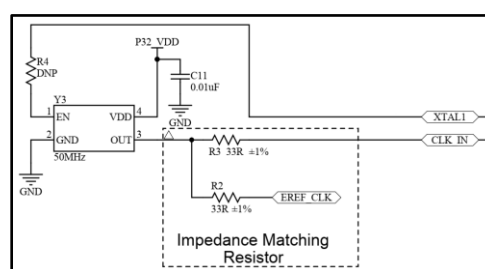 P32_VDD
R4
DNP
C11
0.01uF
Y3
1 EN VDD 4
GND
XTAL1
2 GND OUT 3
R3 33R ±1%
CLK_IN
50MHz
GND
R2
33R ±1%
EREF_CLK
Impedance Matching
Resistor